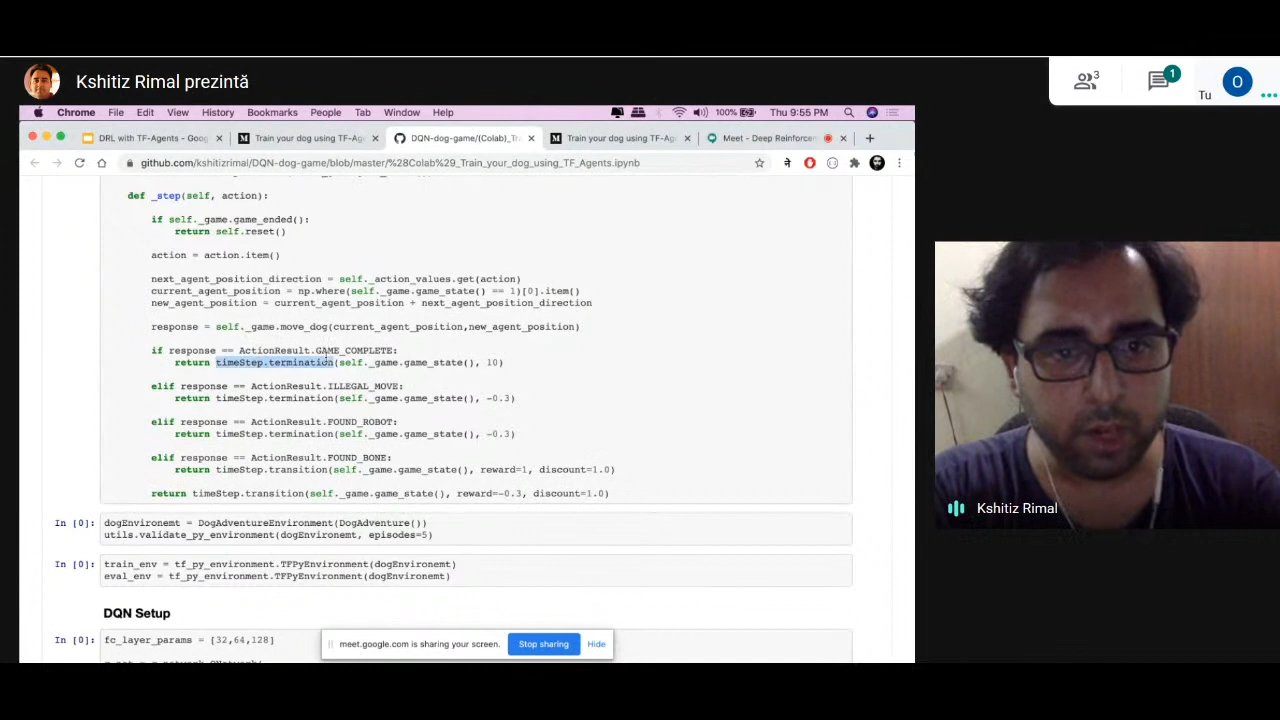 Kshitiz Rimal prezintă
3
1
Tu
O
Chrome File Edit View History Bookmarks People Tab Window Help
100%
Thu 9:55 PM
DRL with TF-Agents - Goog
Train your dog using TF-Ag
DQN-dog-game/(Colab)_Tra
Train your dog using TF-Age
Meet - Deep Reinforcem
github.com/kshitizrimal/DQN-dog-game/blob/master/%28Colab%29_Train_your_dog_using_TF_Agents.ipynb
def _step(self, action):
if self._game.game_ended():
return self.reset()
action = action.item()
next_agent_position_direction = self._action_values.get(action)
current_agent_position = np.where(self._game.game_state() == 1)[0].item()
new_agent_position = current_agent_position + next_agent_position_direction
response = self._game.move_dog(current_agent_position,new_agent_position)
if response == ActionResult.GAME_COMPLETE:
return timeStep.termination(self._game.game_state(), 10)
elif response == ActionResult.ILLEGAL_MOVE:
return timeStep.termination(self._game.game_state(), -0.3)
elif response == ActionResult.FOUND_ROBOT:
return timeStep.termination(self._game.game_state(), -0.3)
elif response == ActionResult.FOUND_BONE:
return timeStep.transition(self._game.game_state(), reward=1, discount=1.0)
return timeStep.transition(self._game.game_state(), reward=-0.3, discount=1.0)
In [0]: dogEnvironemt = DogAdventureEnvironment(DogAdventure())
utils.validate_py_environment(dogEnvironemt, episodes=5)
In [0]: train_env = tf_py_environment.TFPyEnvironment(dogEnvironemt)
eval_env = tf_py_environment.TFPyEnvironment(dogEnvironemt)
DQN Setup
In [0]: fc_layer_params = [32,64,128]
meet.google.com is sharing your screen.
Stop sharing
Hide
Kshitiz Rimal